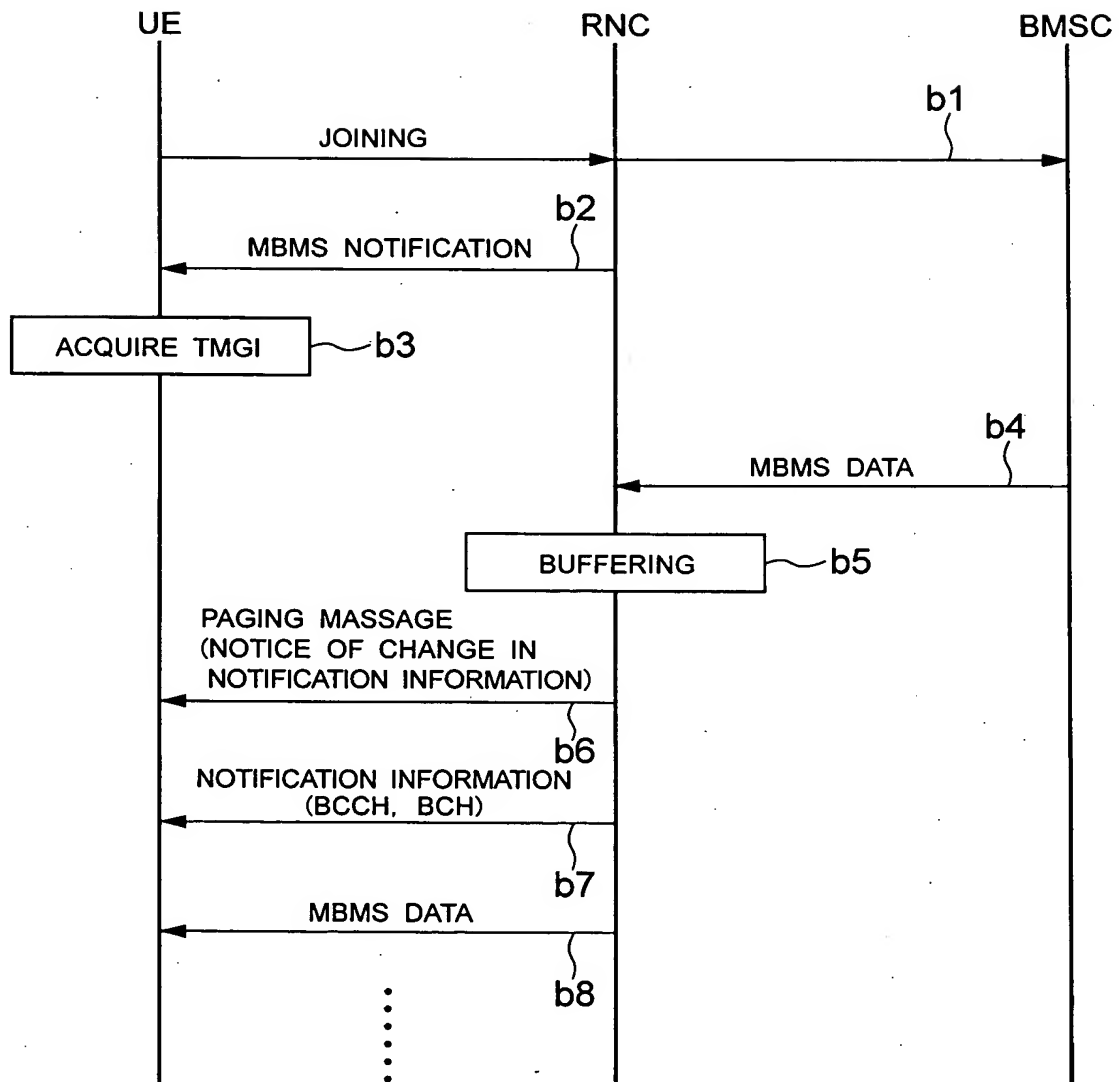 UE RNC BMSC
b1
JOINING
b2
MBMS NOTIFICATION
ACQUIRE TMGI b3
b4
MBMS DATA
BUFFERING b5
PAGING MASSAGE
(NOTICE OF CHANGE IN
NOTIFICATION INFORMATION)
b6
NOTIFICATION INFORMATION
(BCCH, BCH)
b7
MBMS DATA
b8